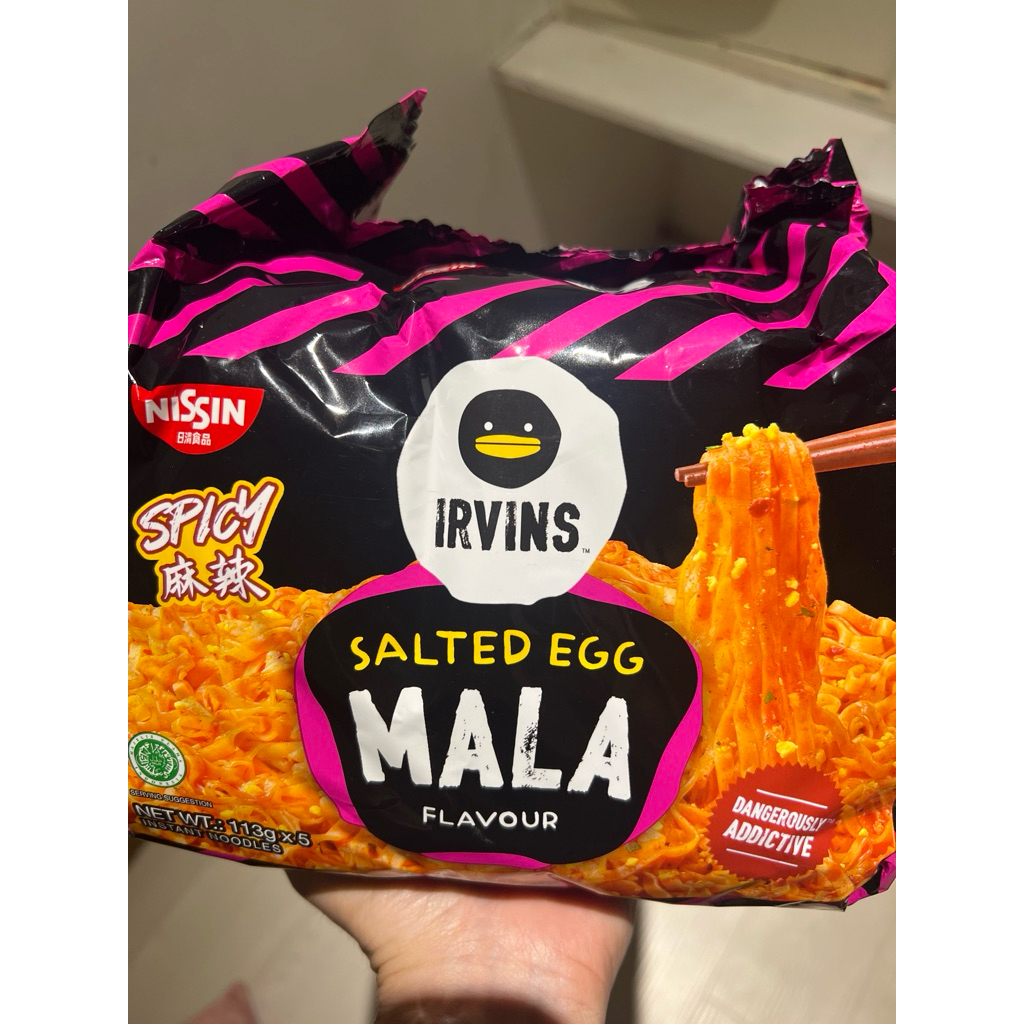 NISSIN
日清食品
SPICY
麻辣
IRVINS
TM
SALTED EGG
MALA
FLAVOUR
DANGEROUSLY
ADDICTIVE
SERVING SUGGESTION
NET WT.: 113g x 5
INSTANT NOODLES